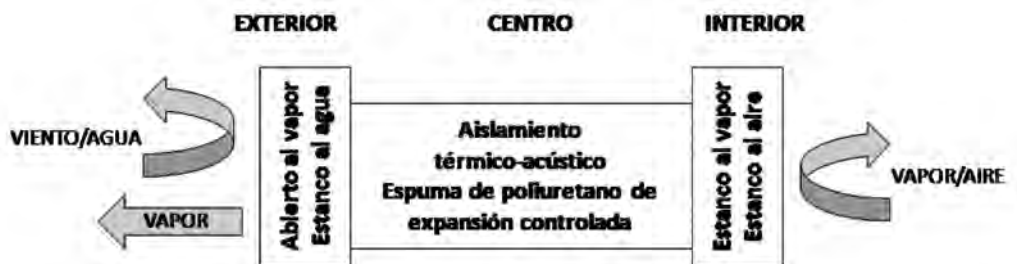 EXTERIOR
CENTRO
INTERIOR
VIENTO/AGUA
VAPOR
Abierto al vapor
Estanco al agua
Aislamiento
térmico-acústico
Espuma de poliuretano de
expansión controlada
Estanco al vapor
Estanco al aire
VAPOR/AIRE